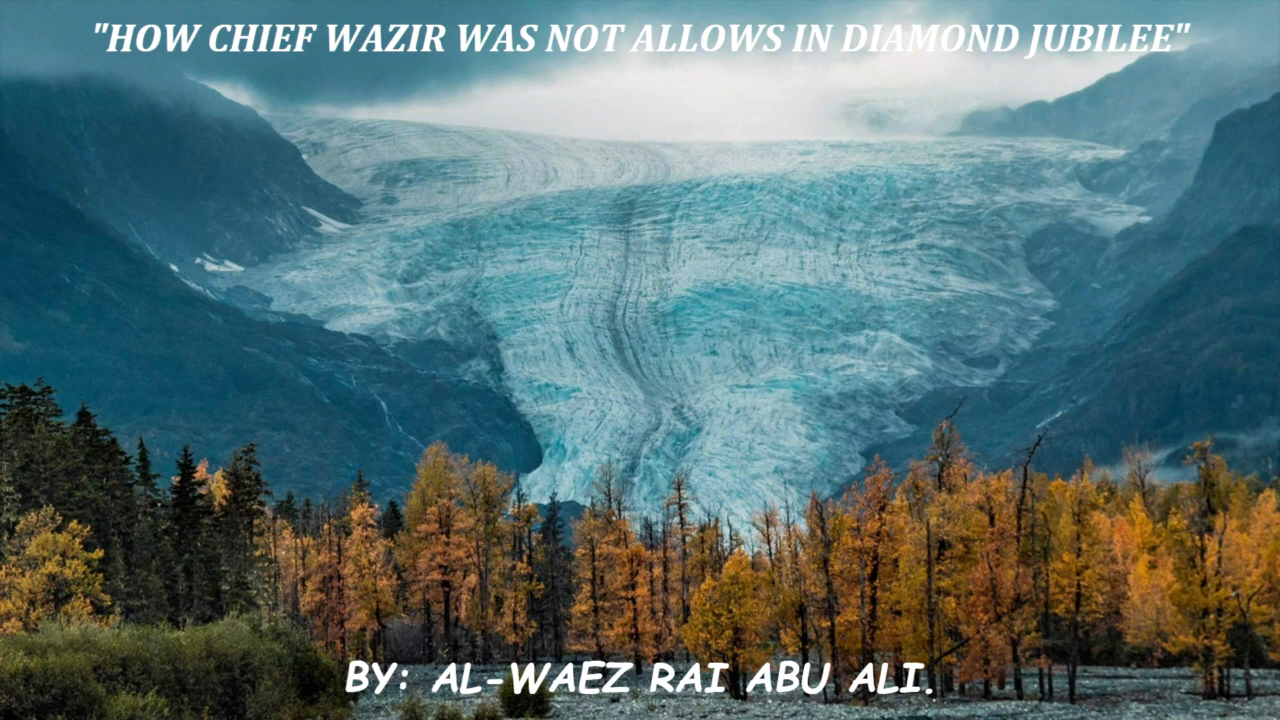 "HOW CHIEF WAZIR WAS NOT ALLOWS IN DIAMOND JUBILEE"
BY: AL-WAEZ RAI ABU ALI.